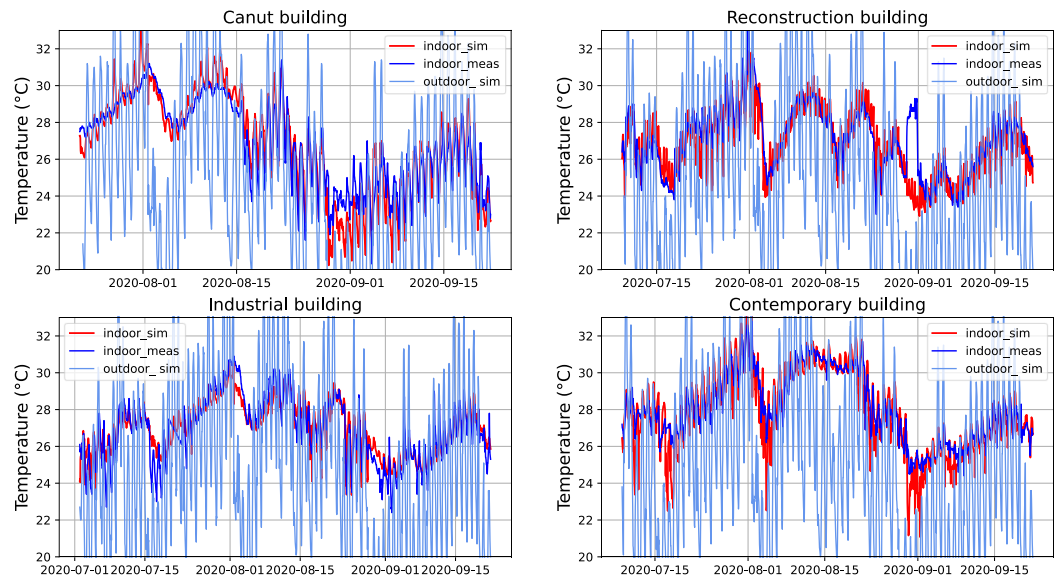 Canut building
Temperature (°C)
32
30
28
26
24
22
20
indoor_sim
indoor_meas
outdoor_ sim
2020-08-01
2020-08-15
2020-09-01
2020-09-15
Reconstruction building
Temperature (°C)
32
30
28
26
24
22
20
indoor_sim
indoor_meas
outdoor_ sim
2020-07-15
2020-08-01
2020-08-15
2020-09-01
2020-09-15
Industrial building
Temperature (°C)
32
30
28
26
24
22
20
indoor_sim
indoor_meas
outdoor_ sim
2020-07-01
2020-07-15
2020-08-01
2020-08-15
2020-09-01
2020-09-15
Contemporary building
Temperature (°C)
32
30
28
26
24
22
20
indoor_sim
indoor_meas
outdoor_ sim
2020-07-15
2020-08-01
2020-08-15
2020-09-01
2020-09-15